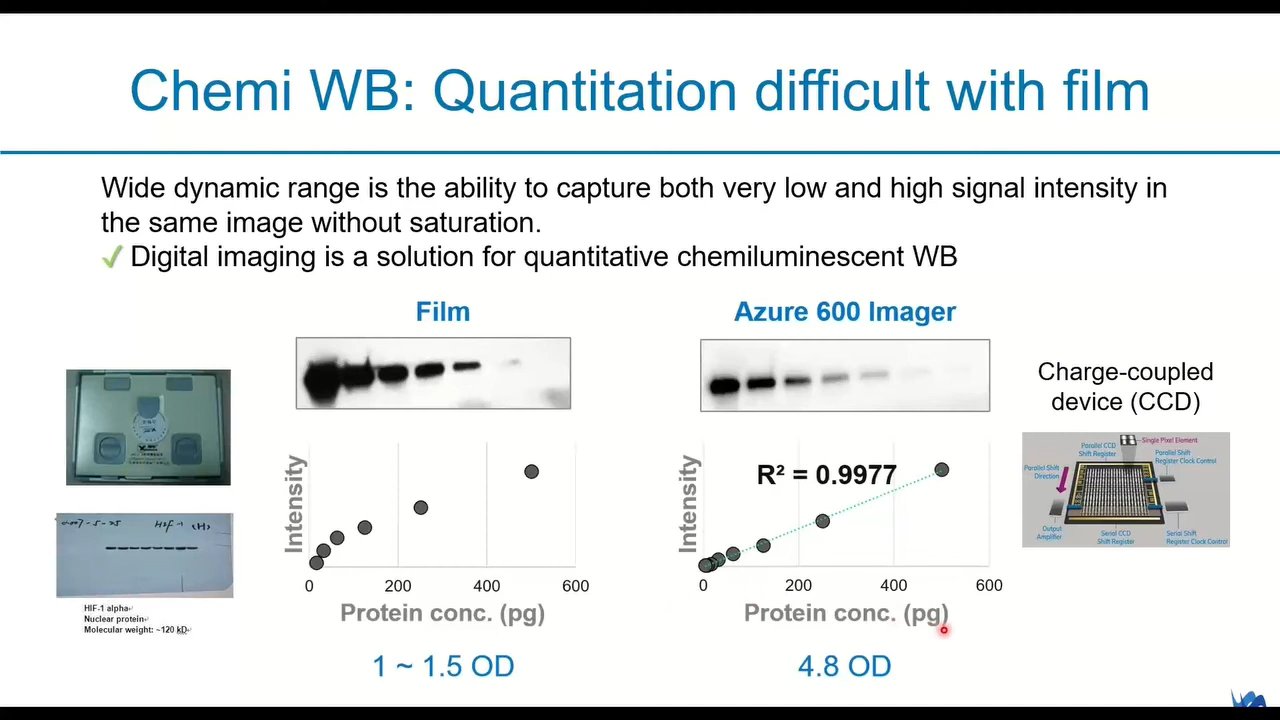 Chemi WB: Quantitation difficult with film
Wide dynamic range is the ability to capture both very low and high signal intensity in
the same image without saturation.
✓ Digital imaging is a solution for quantitative chemiluminescent WB
Film
Intensity
0 200 400 600
Protein conc. (pg)
1 ~ 1.5 OD
Azure 600 Imager
R² = 0.9977
Intensity
0 200 400 600
Protein conc. (pg)
4.8 OD
HIF-1 alpha
Nuclear protein
Molecular weight: ~120 kD
Charge-coupled
device (CCD)
Single Pixel Element
Parallel CCD
Shift Register
Parallel Shift
Register Clock Control
Parallel Shift
Direction
Output
Amplifier
Serial CCD
Shift Register
Serial Shift
Register Clock Control